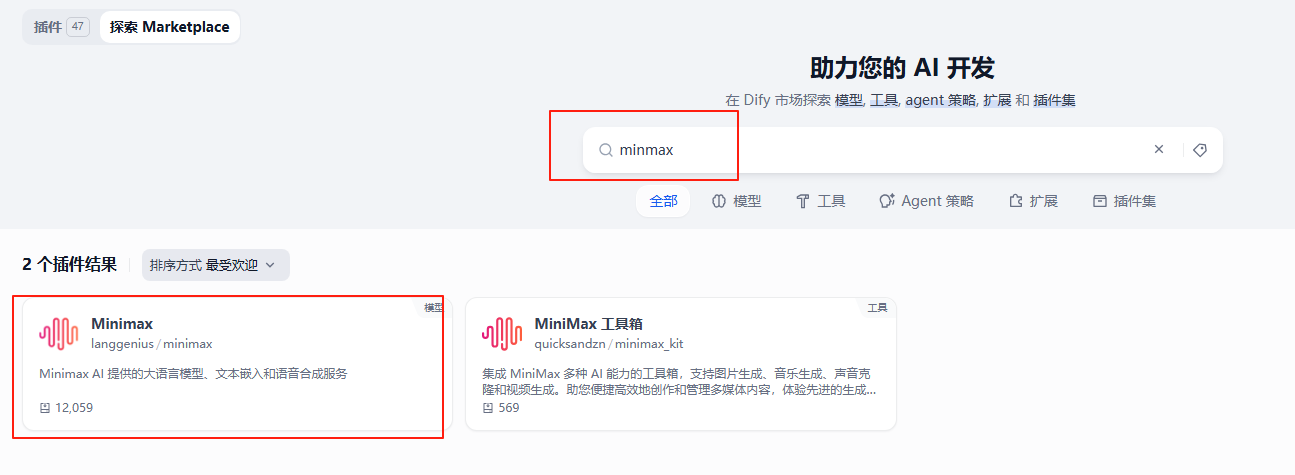 插件 47 探索 Marketplace
助力您的 AI 开发
在 Dify 市场探索 模型, 工具, agent 策略, 扩展 和 插件集
minmax
全部 模型 工具 Agent 策略 扩展 插件集
2 个插件结果 排序方式 最受欢迎
模型
Minimax
langgenius / minimax
Minimax AI 提供的大语言模型、文本嵌入和语音合成服务
12,059
工具
MiniMax 工具箱
quicksandzn / minimax_kit
集成 MiniMax 多种 AI 能力的工具箱，支持图片生成、音乐生成、声音克
隆和视频生成。助您便捷高效地创作和管理多媒体内容，体验先进的生成...
569